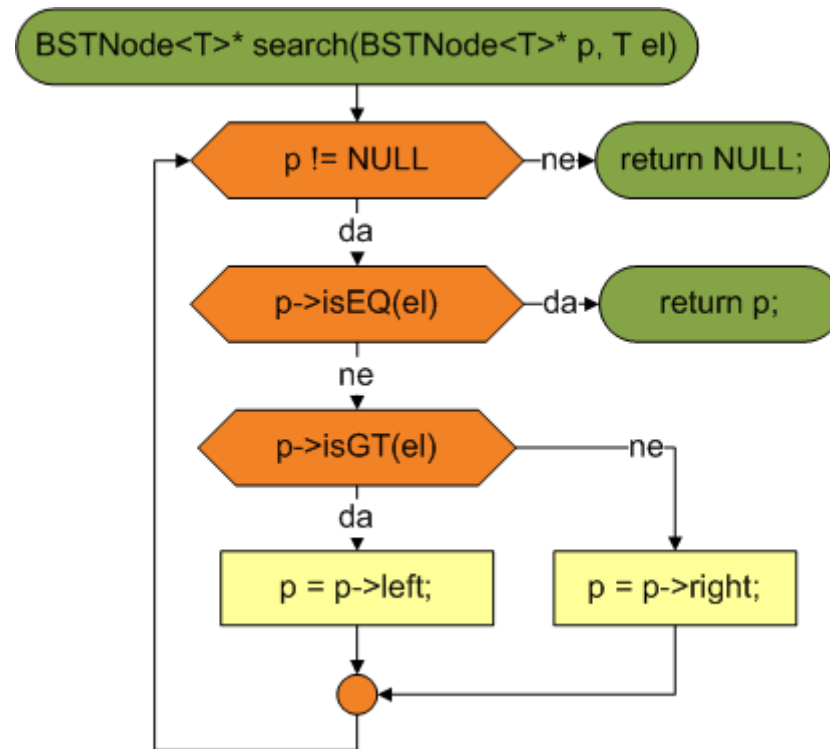 BSTNode<T>* search(BSTNode<T>* p, T el)
p != NULL
ne
return NULL;
da
p->isEQ(el)
da
return p;
ne
p->isGT(el)
ne
da
p = p->left;
p = p->right;